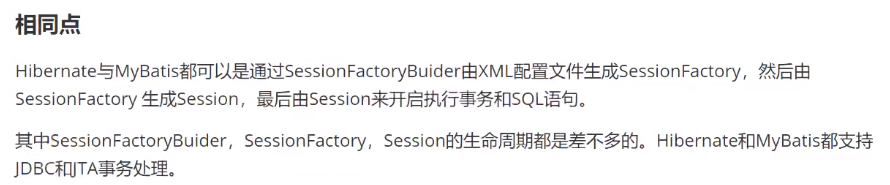 相同点
Hibernate与MyBatis都可以是通过SessionFactoryBuider由XML配置文件生成SessionFactory，然后由
SessionFactory 生成Session，最后由Session来开启执行事务和SQL语句。
其中SessionFactoryBuider，SessionFactory，Session的生命周期都是差不多的。Hibernate和MyBatis都支持
JDBC和JTA事务处理。